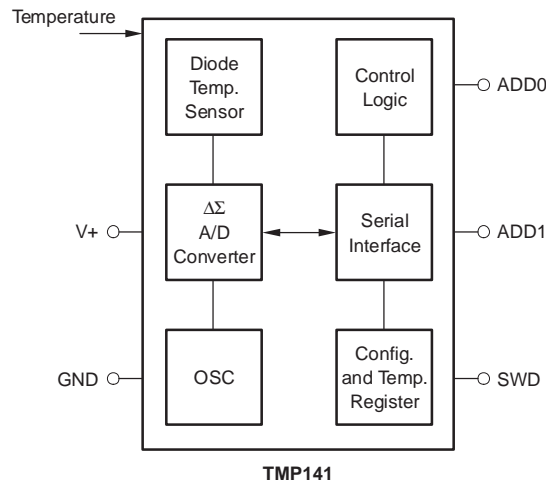 Temperature
Diode
Temp.
Sensor
Control
Logic
ADD0
V+
ΔΣ
A/D
Converter
Serial
Interface
ADD1
GND
OSC
Config.
and Temp.
Register
SWD
TMP141